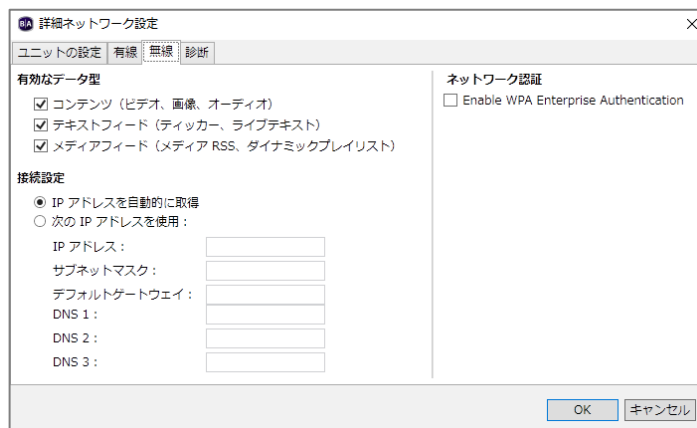 B:A 詳細ネットワーク設定
ユニットの設定 有線 無線 診断
有効なデータ型
コンテンツ（ビデオ、画像、オーディオ）
テキストフィード（ティッカー、ライブテキスト）
メディアフィード（メディア RSS、ダイナミックプレイリスト）
接続設定
IP アドレスを自動的に取得
次の IP アドレスを使用：
IP アドレス：
サブネットマスク：
デフォルトゲートウェイ：
DNS 1：
DNS 2：
DNS 3：
ネットワーク認証
Enable WPA Enterprise Authentication
OK キャンセル